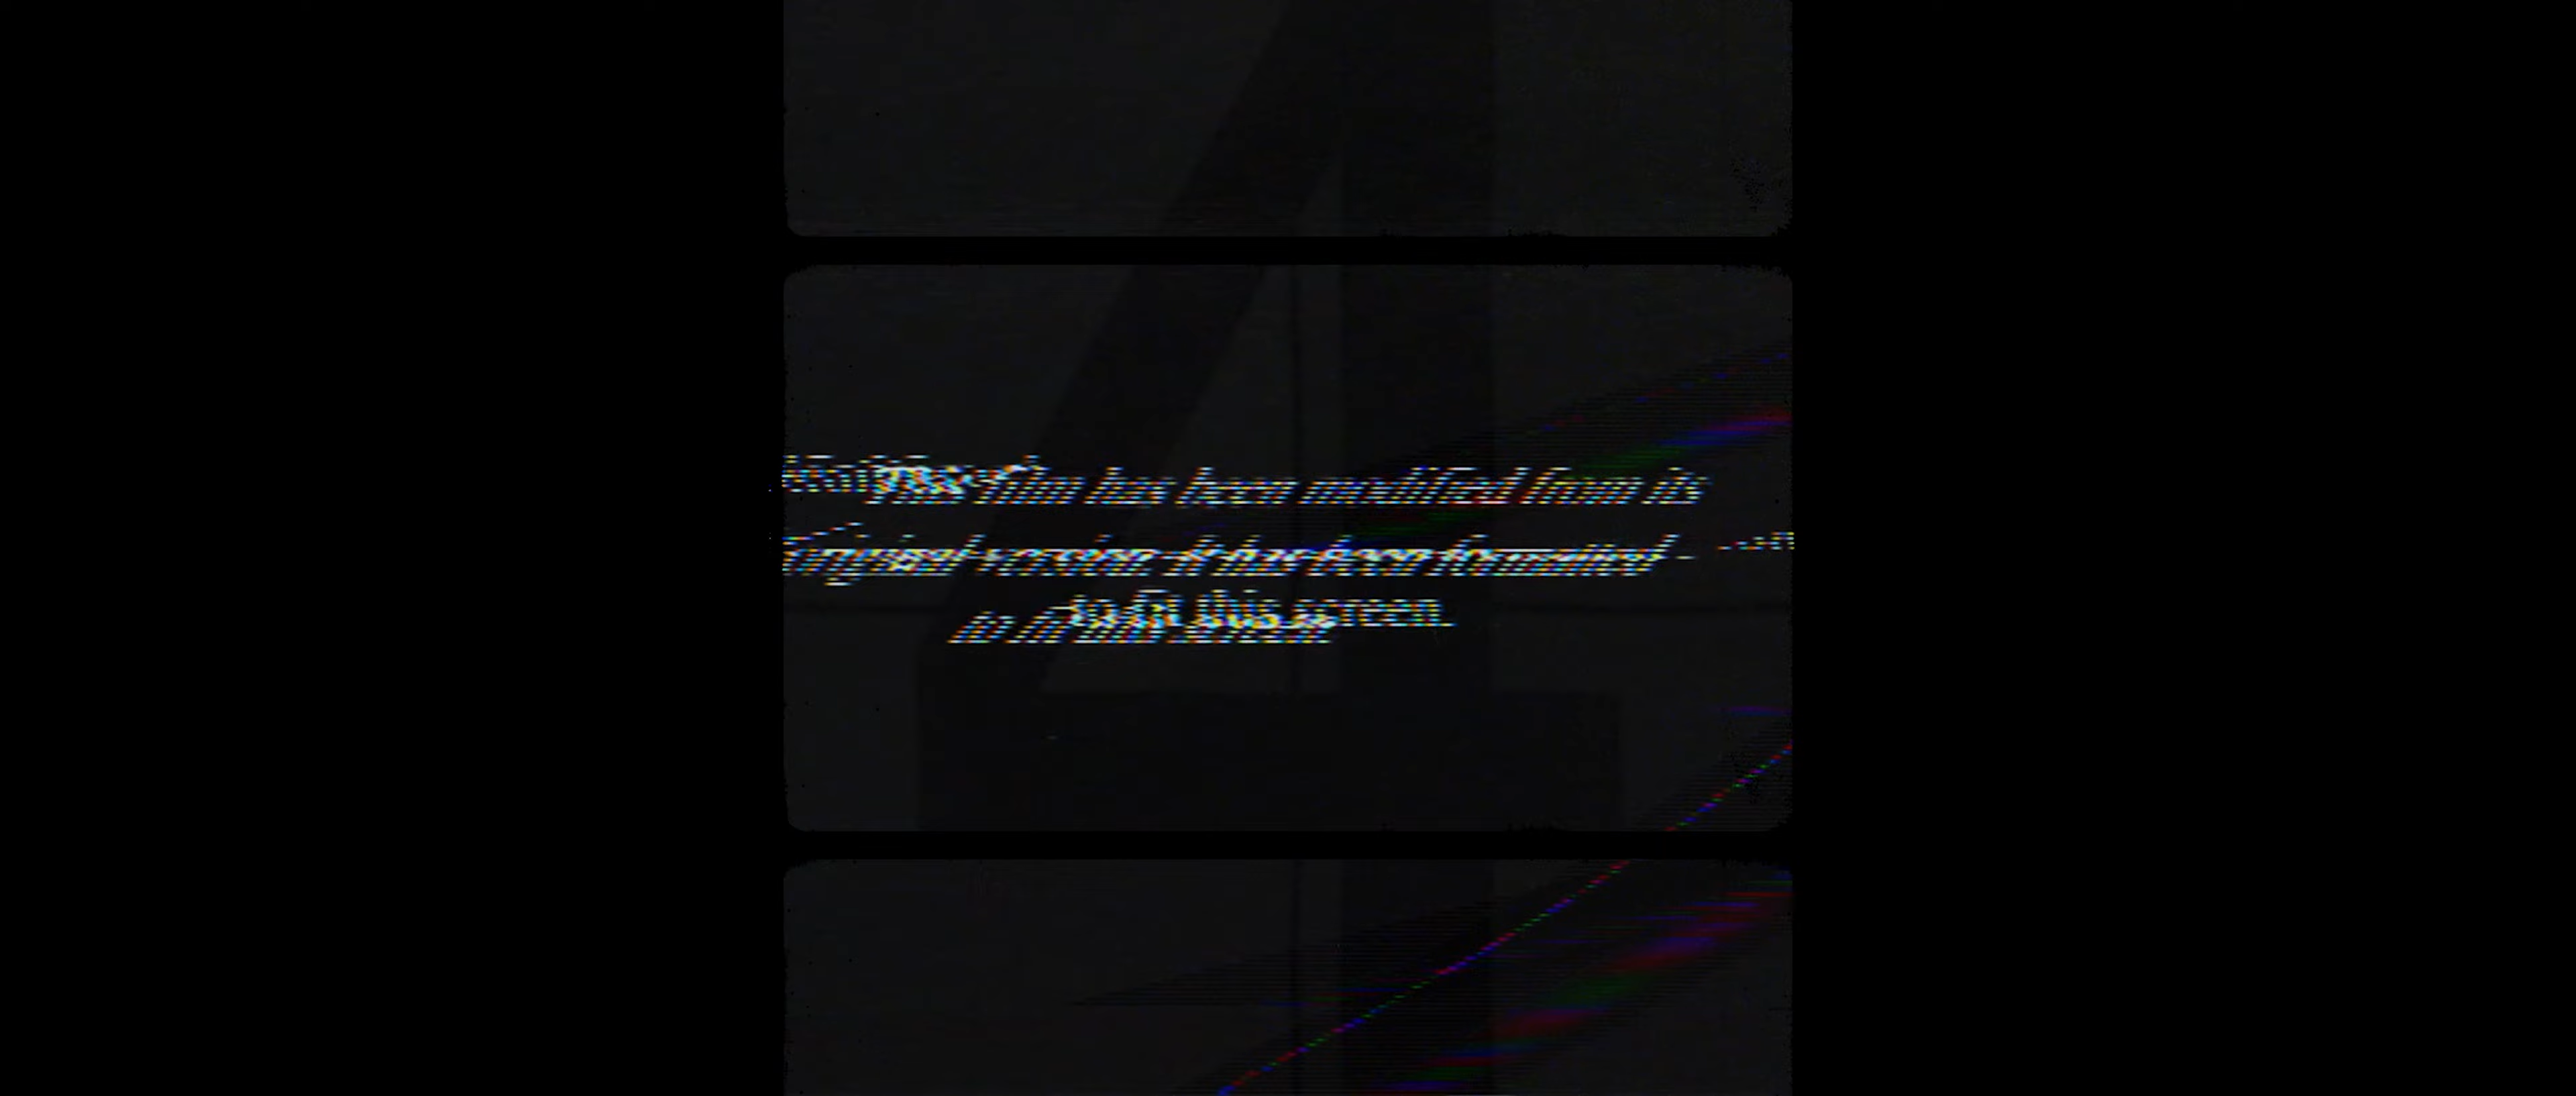 This film has been modified from its
original version. It has been formatted
to fit this screen.